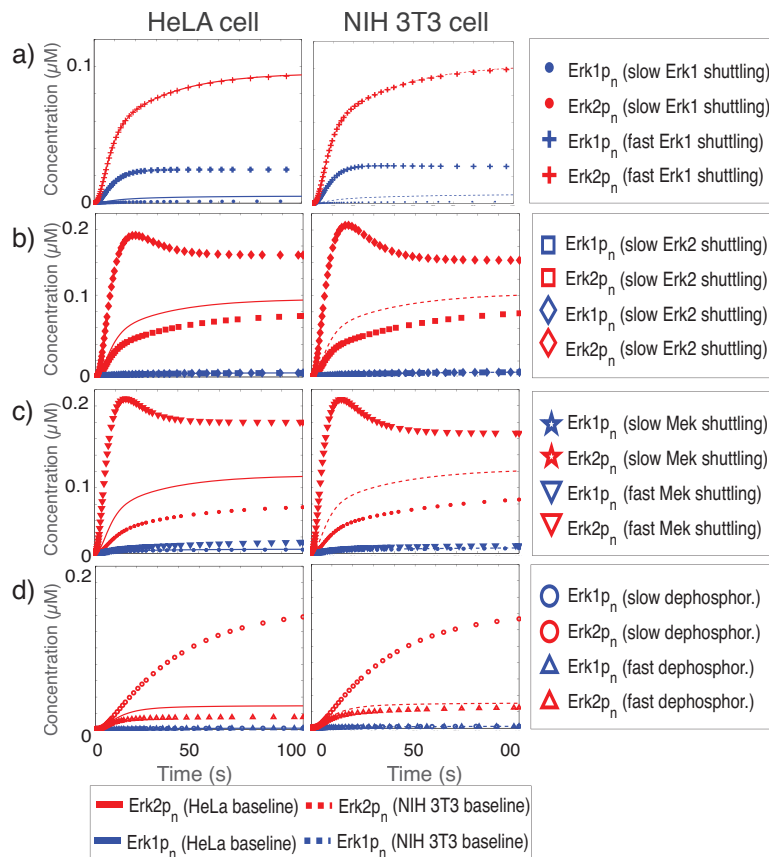 HeLA cell
NIH 3T3 cell
a)
Concentration (µM)
0.1
0
Erk1pn (slow Erk1 shuttling)
Erk2pn (slow Erk1 shuttling)
Erk1pn (fast Erk1 shuttling)
Erk2pn (fast Erk1 shuttling)
b)
Concentration (µM)
0.2
0.1
0
Erk1pn (slow Erk2 shuttling)
Erk2pn (slow Erk2 shuttling)
Erk1pn (slow Erk2 shuttling)
Erk2pn (slow Erk2 shuttling)
c)
Concentration (µM)
0.2
0.1
0
Erk1pn (slow Mek shuttling)
Erk2pn (slow Mek shuttling)
Erk1pn (fast Mek shuttling)
Erk2pn (fast Mek shuttling)
d)
Concentration (µM)
0.2
0
Erk1pn (slow dephosphor.)
Erk2pn (slow dephosphor.)
Erk1pn (fast dephosphor.)
Erk2pn (fast dephosphor.)
0 50 100
0 50 00
Time (s)
Time (s)
Erk2pn (HeLa baseline)
Erk2pn (NIH 3T3 baseline)
Erk1pn (HeLa baseline)
Erk1pn (NIH 3T3 baseline)